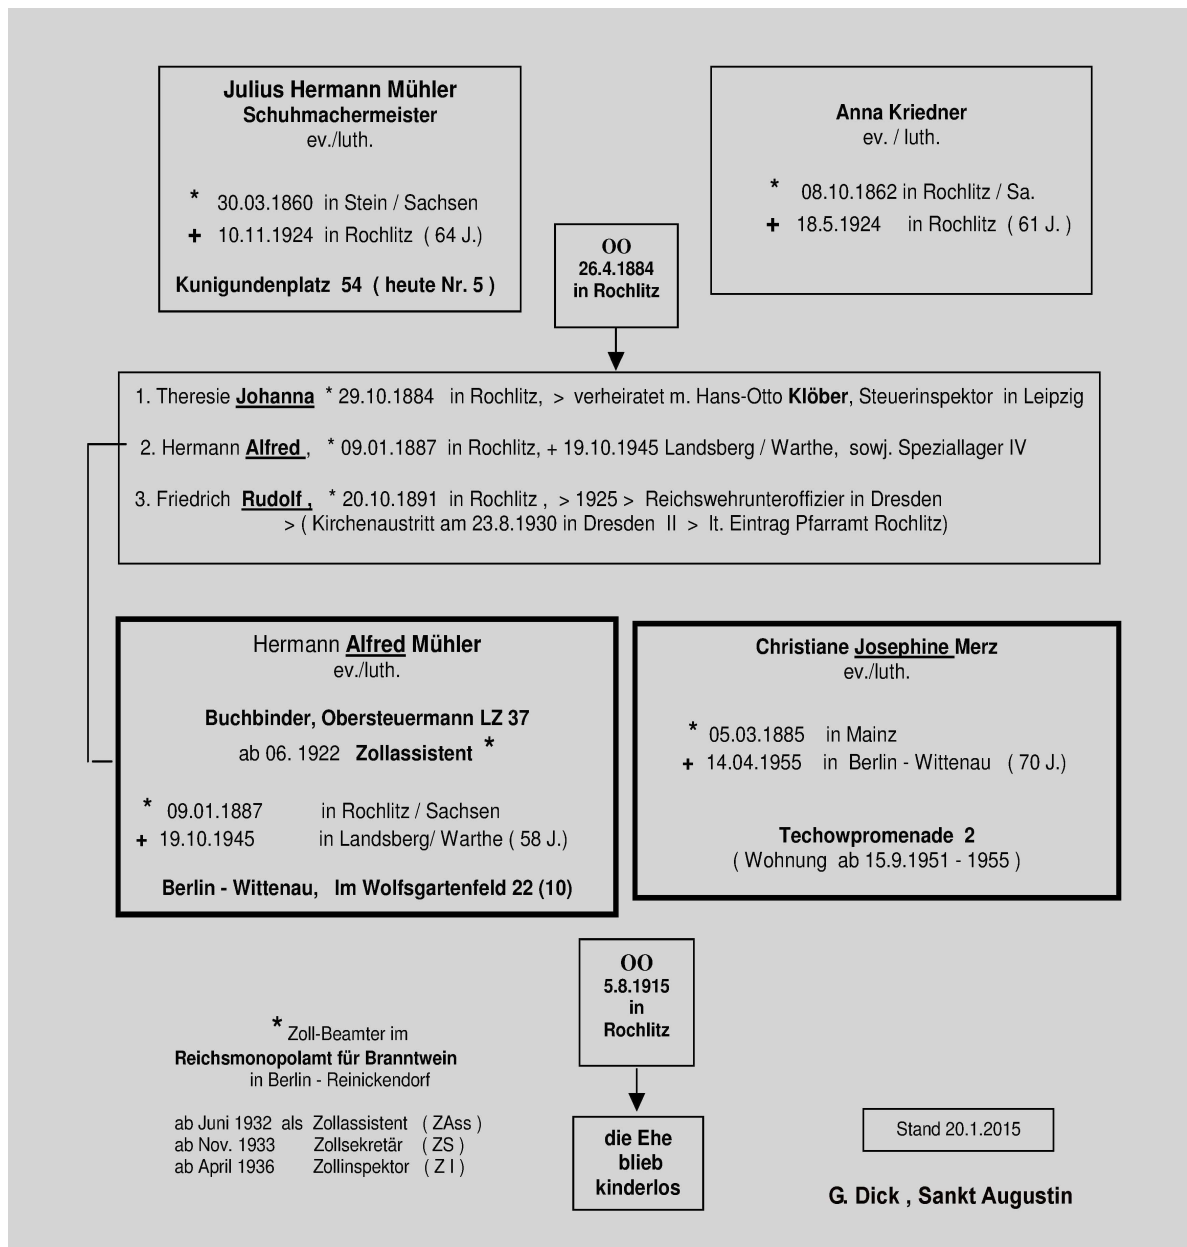 Julius Hermann Mühler
Schuhmachermeister
ev./luth.
* 30.03.1860 in Stein / Sachsen
+ 10.11.1924 in Rochlitz ( 64 J.)
Kunigundenplatz 54 ( heute Nr. 5 )
Anna Kriedner
ev. / luth.
* 08.10.1862 in Rochlitz / Sa.
+ 18.5.1924 in Rochlitz ( 61 J. )
OO
26.4.1884
in Rochlitz
1. Theresie Johanna * 29.10.1884 in Rochlitz, > verheiratet m. Hans-Otto Klöber, Steuerinspektor in Leipzig
2. Hermann Alfred , * 09.01.1887 in Rochlitz, + 19.10.1945 Landsberg / Warthe, sowj. Speziallager IV
3. Friedrich Rudolf , * 20.10.1891 in Rochlitz , > 1925 > Reichswehrunteroffizier in Dresden
> ( Kirchenaustritt am 23.8.1930 in Dresden II > lt. Eintrag Pfarramt Rochlitz)
Hermann Alfred Mühler
ev./luth.
Buchbinder, Obersteuermann LZ 37
ab 06. 1922 Zollassistent *
* 09.01.1887 in Rochlitz / Sachsen
+ 19.10.1945 in Landsberg/ Warthe ( 58 J.)
Berlin - Wittenau, Im Wolfsgartenfeld 22 (10)
Christiane Josephine Merz
ev./luth.
* 05.03.1885 in Mainz
+ 14.04.1955 in Berlin - Wittenau ( 70 J.)
Techowpromenade 2
( Wohnung ab 15.9.1951 - 1955 )
OO
5.8.1915
in
Rochlitz
* Zoll-Beamter im
Reichsmonopolamt für Branntwein
in Berlin - Reinickendorf
ab Juni 1932 als Zollassistent ( ZAss )
ab Nov. 1933 Zollsekretär ( ZS )
ab April 1936 Zollinspektor ( Z I )
die Ehe
blieb
kinderlos
Stand 20.1.2015
G. Dick , Sankt Augustin